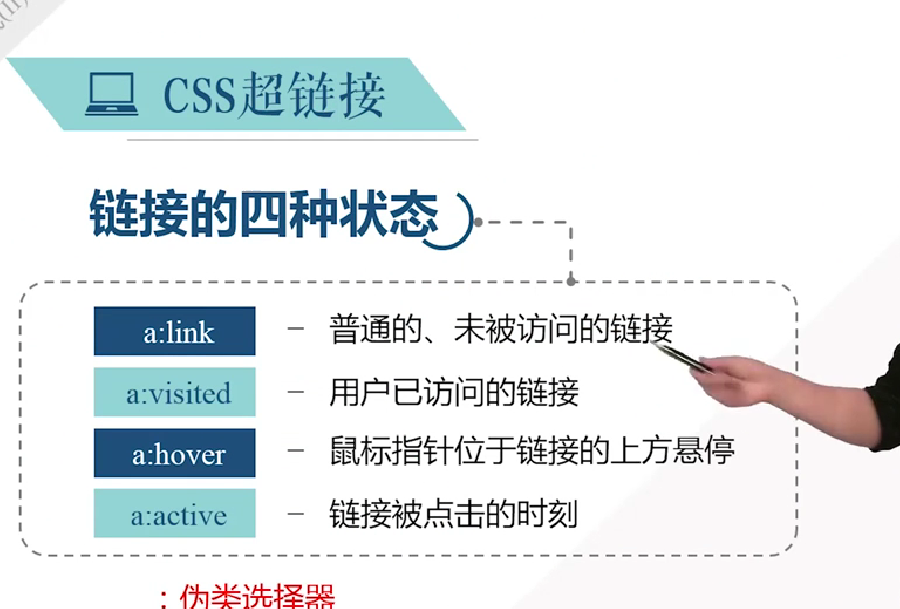 CSS超链接
链接的四种状态
a:link — 普通的、未被访问的链接
a:visited — 用户已访问的链接
a:hover — 鼠标指针位于链接的上方悬停
a:active — 链接被点击的时刻
：伪类选择器